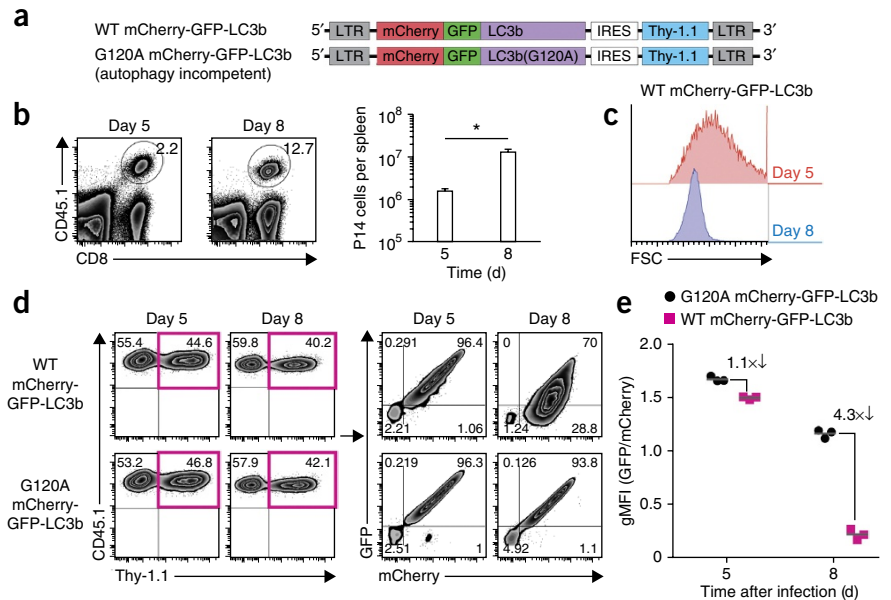 a
WT mCherry-GFP-LC3b
5′ LTR mCherry GFP LC3b IRES Thy-1.1 LTR 3′
G120A mCherry-GFP-LC3b
(autophagy incompetent)
5′ LTR mCherry GFP LC3b(G120A) IRES Thy-1.1 LTR 3′
b
Day 5
Day 8
2.2
12.7
CD45.1
CD8
P14 cells per spleen
10⁸
10⁷
10⁶
10⁵
*
5
8
Time (d)
c
WT mCherry-GFP-LC3b
Day 5
Day 8
FSC
d
Day 5
Day 8
Day 5
Day 8
WT
mCherry-
GFP-LC3b
55.4
44.6
59.8
40.2
0.291
96.4
2.21
1.06
0
70
1.24
28.8
G120A
mCherry-
GFP-LC3b
53.2
46.8
57.9
42.1
0.219
96.3
2.51
1
0.126
93.8
4.92
1.1
CD45.1
Thy-1.1
GFP
mCherry
e
G120A mCherry-GFP-LC3b
WT mCherry-GFP-LC3b
gMFI (GFP/mCherry)
2.0
1.5
1.0
0.5
0
1.1×↓
4.3×↓
5
8
Time after infection (d)